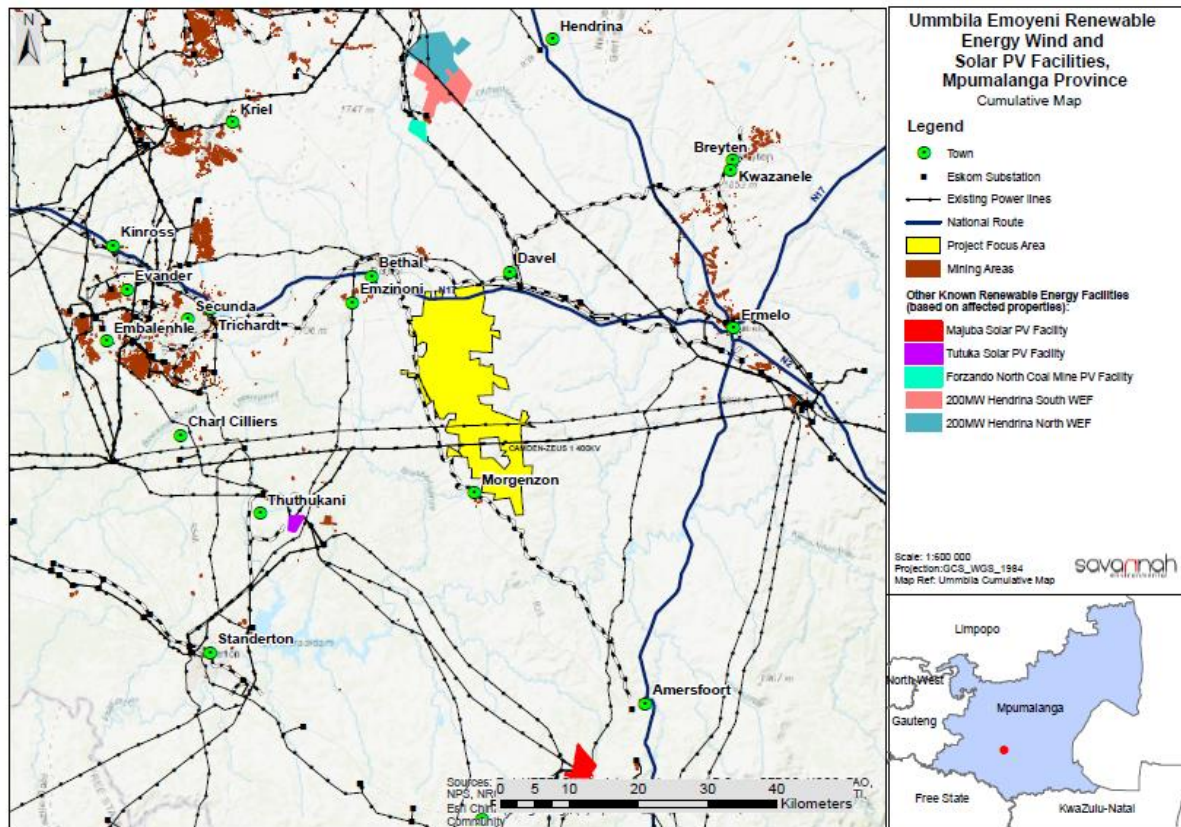 N
Hendrina
Kriel
1747 m
Breyten
Kwazanele
N17
Kinross
Bethal
Davel
Evander
Emzinoni
N17
Secunda
Trichardt
Ermelo
Embalenhle
N2
Charl Cilliers
CAMDEN-ZEUS 1 400KV
Morgenzon
Thuthukani
Standerton
Amersfoort
Sources:
NPS,
Community
0 5 10 20 30 40
Kilometers
Ummbila Emoyeni Renewable
Energy Wind and
Solar PV Facilities,
Mpumalanga Province
Cumulative Map
Legend
Town
Eskom Substation
Existing Power lines
National Route
Project Focus Area
Mining Areas
Other Known Renewable Energy Facilities
(based on affected properties):
Majuba Solar PV Facility
Tutuka Solar PV Facility
Forzando North Coal Mine PV Facility
200MW Hendrina South WEF
200MW Hendrina North WEF
Scale: 1:600 000
Projection:GCS_WGS_1984
Map Ref: Ummbila Cumulative Map
savannah
environmental
Limpopo
North West
Mpumalanga
Gauteng
Free State
KwaZulu-Natal